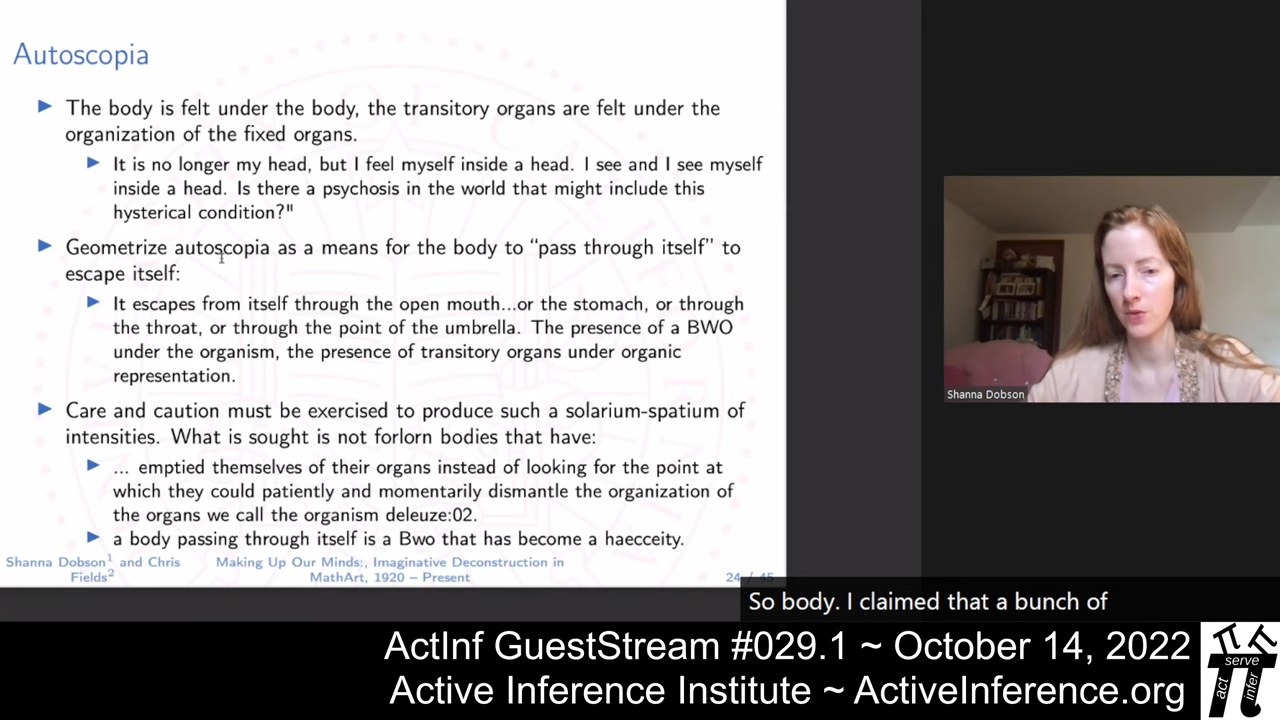 Autoscopia
The body is felt under the body, the transitory organs are felt under the
organization of the fixed organs.
It is no longer my head, but I feel myself inside a head. I see and I see myself
inside a head. Is there a psychosis in the world that might include this
hysterical condition?"
Geometrize autoscopia as a means for the body to “pass through itself” to
escape itself:
It escapes from itself through the open mouth...or the stomach, or through
the throat, or through the point of the umbrella. The presence of a BWO
under the organism, the presence of transitory organs under organic
representation.
Care and caution must be exercised to produce such a solarium-spatium of
intensities. What is sought is not forlorn bodies that have:
... emptied themselves of their organs instead of looking for the point at
which they could patiently and momentarily dismantle the organization of
the organs we call the organism deleuze:02.
a body passing through itself is a Bwo that has become a haecceity.
Shanna Dobson¹ and Chris
Fields²
Making Up Our Minds:, Imaginative Deconstruction in
MathArt, 1920 – Present
24 / 45
Shanna Dobson
So body. I claimed that a bunch of
ActInf GuestStream #029.1 ~ October 14, 2022
Active Inference Institute ~ ActiveInference.org
serve
act
infer